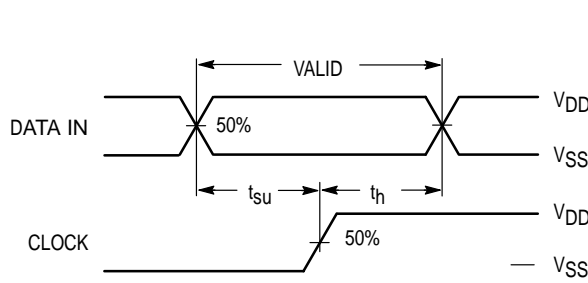 VALID
DATA IN
50%
VDD
VSS
tsu
th
CLOCK
50%
VDD
VSS